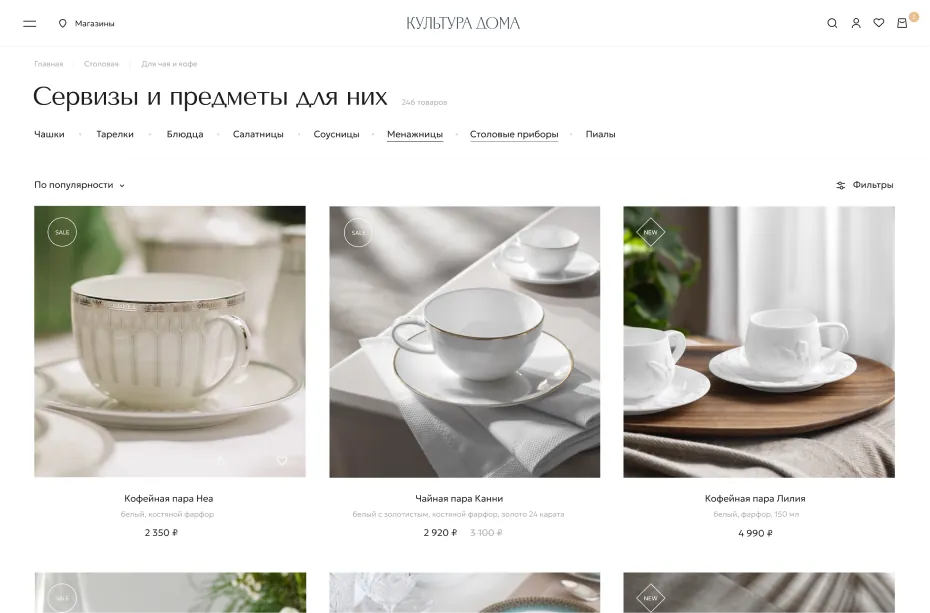 Магазины
КУЛЬТУРА ДОМА
2
Главная Столовая Для чая и кофе
Сервизы и предметы для них 246 товаров
Чашки Тарелки Блюдца Салатницы Соусницы Менажницы Столовые приборы Пиалы
По популярности Фильтры
SALE SALE NEW
Кофейная пара Неа Чайная пара Канни Кофейная пара Лилия
белый, костяной фарфор белый с золотистым, костяной фарфор, золото 24 карата белый, фарфор, 150 мл
2 350 ₽ 2 920 ₽ 3 100 ₽ 4 990 ₽
SALE NEW